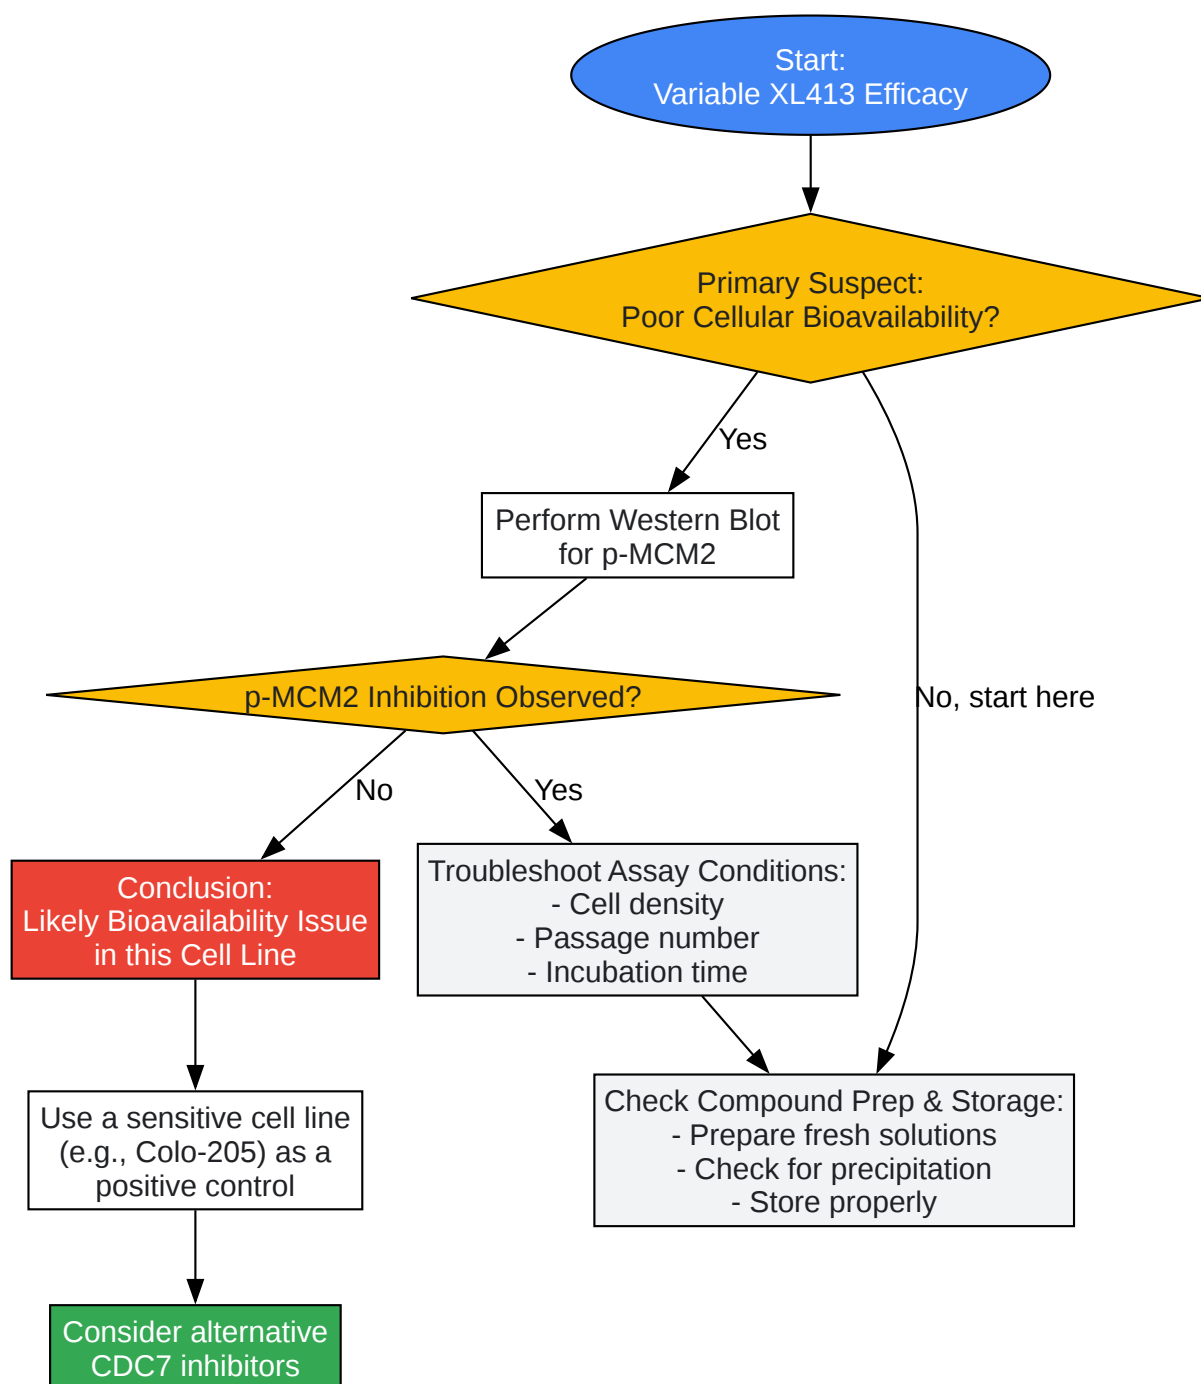 Start:
Variable XL413 Efficacy
Primary Suspect:
Poor Cellular Bioavailability?
Yes
Perform Western Blot
for p-MCM2
p-MCM2 Inhibition Observed?
No, start here
No
Yes
Conclusion:
Likely Bioavailability Issue
in this Cell Line
Troubleshoot Assay Conditions:
- Cell density
- Passage number
- Incubation time
Use a sensitive cell line
(e.g., Colo-205) as a
positive control
Check Compound Prep & Storage:
- Prepare fresh solutions
- Check for precipitation
- Store properly
Consider alternative
CDC7 inhibitors